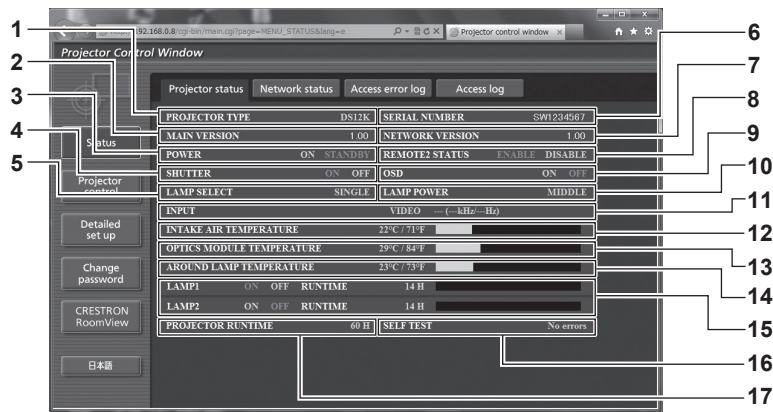 192.168.0.8/cgi-bin/main.cgi?page=MENU_STATUS&lang=e
Projector control window
Projector Control Window
Projector status Network status Access error log Access log
Status
Projector control
Detailed
set up
Change
password
CRESTRON
RoomView
日本語
PROJECTOR TYPE DS12K SERIAL NUMBER SW1234567
MAIN VERSION 1.00 NETWORK VERSION 1.00
POWER ON STANDBY REMOTE2 STATUS ENABLE DISABLE
SHUTTER ON OFF OSD ON OFF
LAMP SELECT SINGLE LAMP POWER MIDDLE
INPUT VIDEO --- (---kHz/---Hz)
INTAKE AIR TEMPERATURE 22°C / 71°F
OPTICS MODULE TEMPERATURE 29°C / 84°F
AROUND LAMP TEMPERATURE 23°C / 73°F
LAMP1 ON OFF RUNTIME 14 H
LAMP2 ON OFF RUNTIME 14 H
PROJECTOR RUNTIME 60 H SELF TEST No errors
1
2
3
4
5
6
7
8
9
10
11
12
13
14
15
16
17